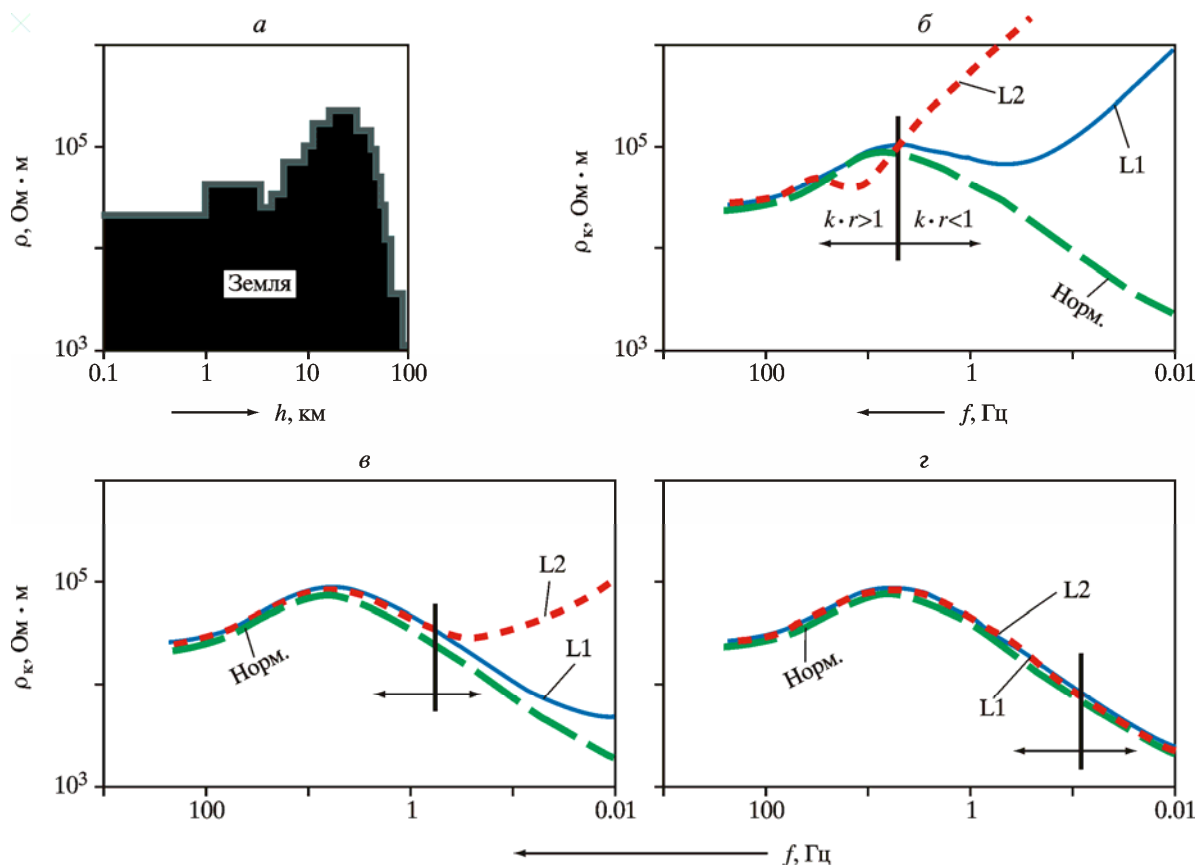 а
ρ, Ом · м
10⁵
10³
Земля
0.1
1
10
100
h, км
б
ρк, Ом · м
10⁵
10³
L2
L1
k · r>1
k · r<1
Норм.
100
1
0.01
f, Гц
в
ρк, Ом · м
10⁵
10³
L2
L1
Норм.
100
1
0.01
г
10⁵
10³
L2
L1
Норм.
100
1
0.01
f, Гц